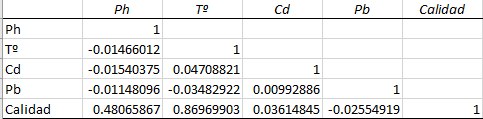 Ph Tº Cd Pb Calidad
Ph 1
Tº -0.01466012 1
Cd -0.01540375 0.04708821 1
Pb -0.01148096 -0.03482922 0.00992886 1
Calidad 0.48065867 0.86969903 0.03614845 -0.02554919 1